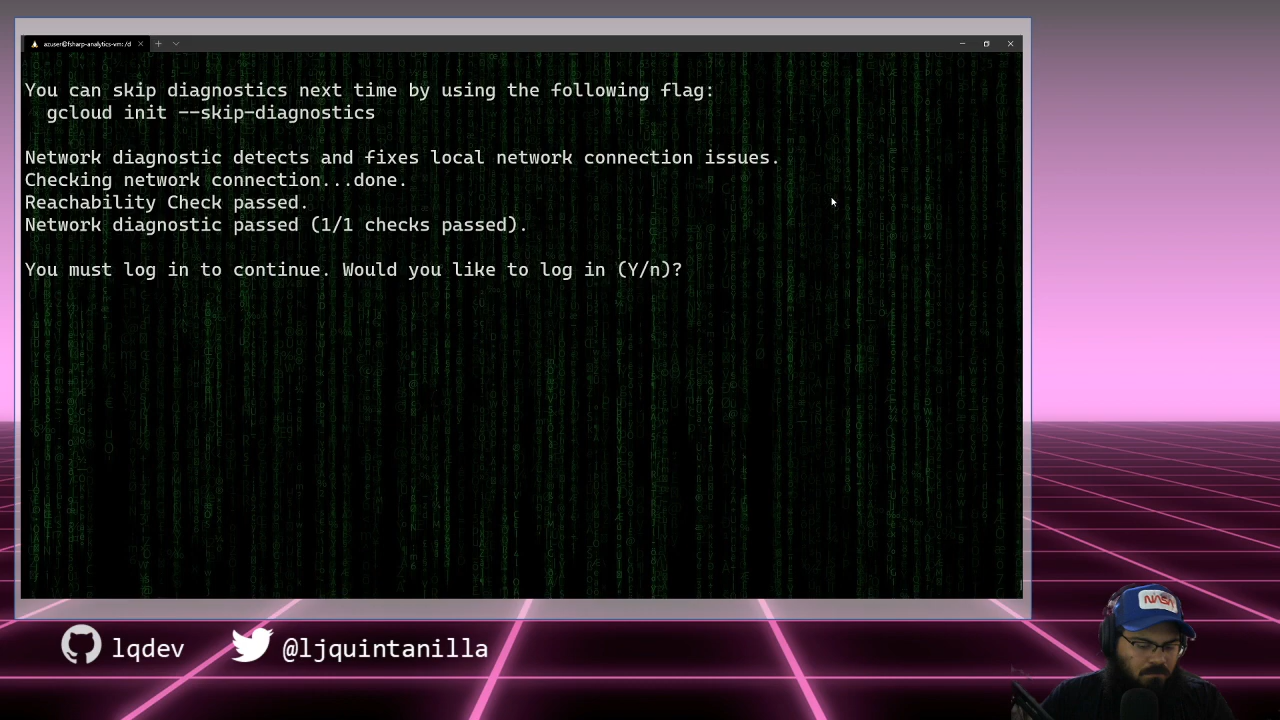 azuser@fsharp-analytics-vm: /d
You can skip diagnostics next time by using the following flag:
gcloud init --skip-diagnostics
Network diagnostic detects and fixes local network connection issues.
Checking network connection...done.
Reachability Check passed.
Network diagnostic passed (1/1 checks passed).
You must log in to continue. Would you like to log in (Y/n)?
lqdev
@ljquintanilla
NASA